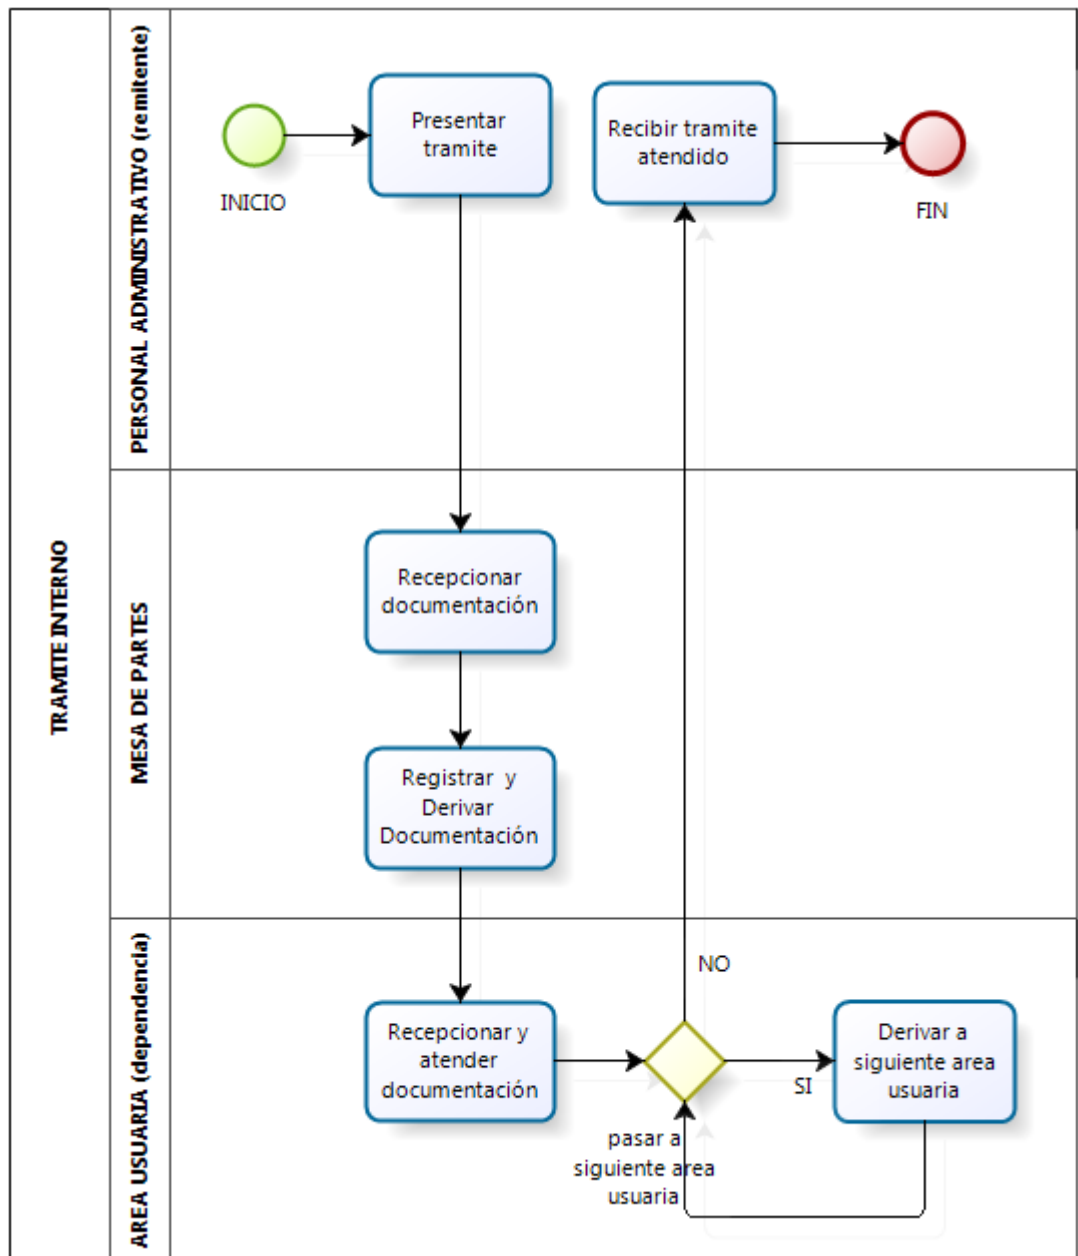 TRAMITE INTERNO
PERSONAL ADMINISTRATIVO (remitente)
INICIO
Presentar
tramite
Recibir tramite
atendido
FIN
MESA DE PARTES
Recepcionar
documentación
Registrar y
Derivar
Documentación
AREA USUARIA (dependencia)
Recepcionar y
atender
documentación
NO
SI
pasar a
siguiente area
usuaria
Derivar a
siguiente area
usuaria